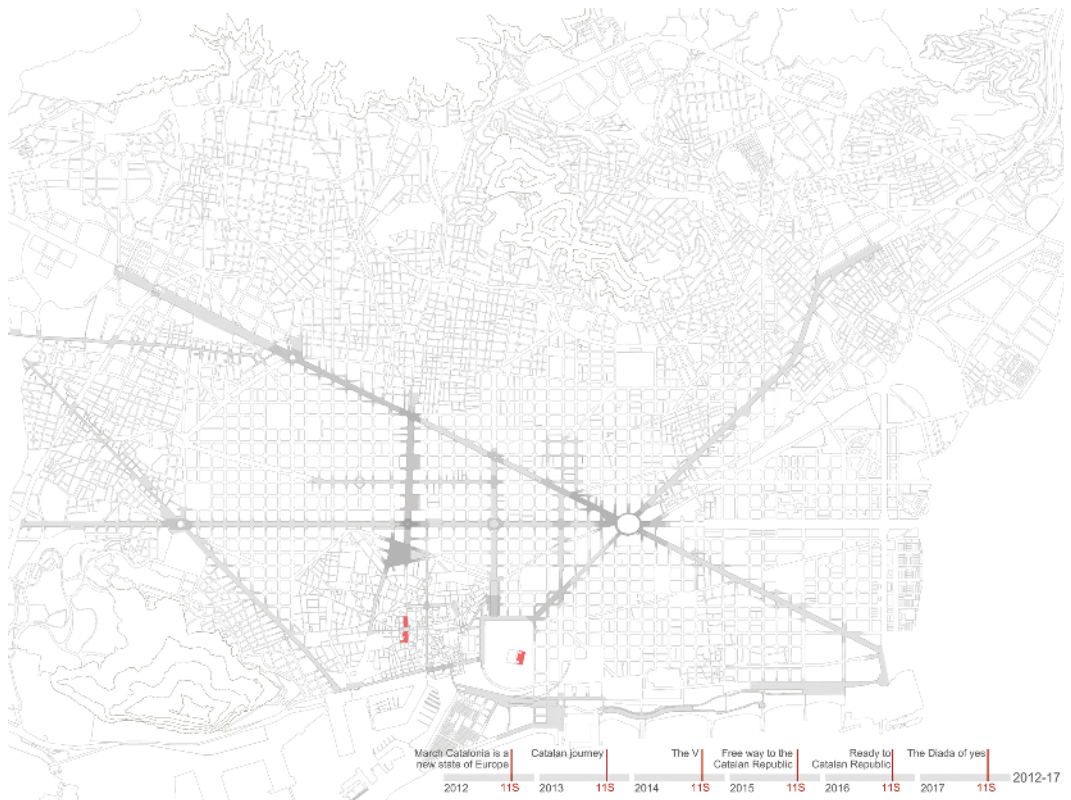 March Catalonia is a
new state of Europe
Catalan journey
The V
Free way to the
Catalan Republic
Ready to
Catalan Republic
The Diada of yes
2012 11S 2013 11S 2014 11S 2015 11S 2016 11S 2017 11S
2012-17